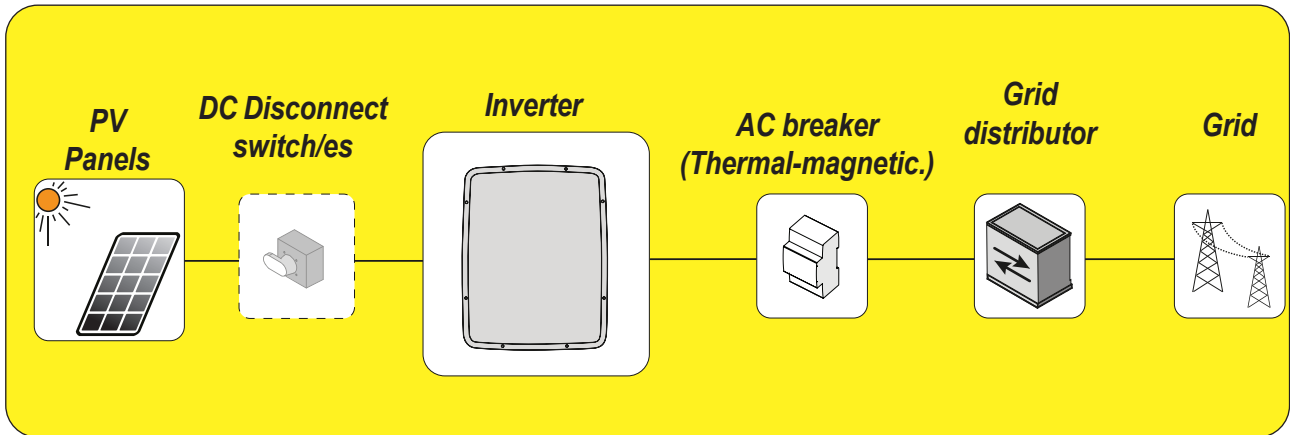 PV
Panels
DC Disconnect
switch/es
Inverter
AC breaker
(Thermal-magnetic.)
Grid
distributor
Grid